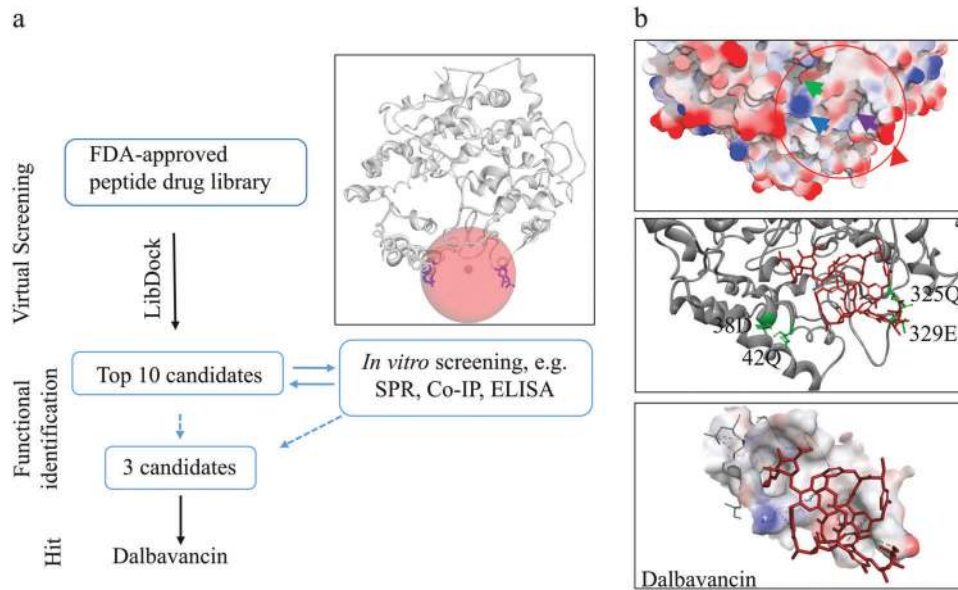 a
Virtual Screening
FDA-approved
peptide drug library
LibDock
Functional
identification
Top 10 candidates
In vitro screening, e.g.
SPR, Co-IP, ELISA
3 candidates
Hit
Dalbavancin
b
325Q
329E
38D
42Q
Dalbavancin